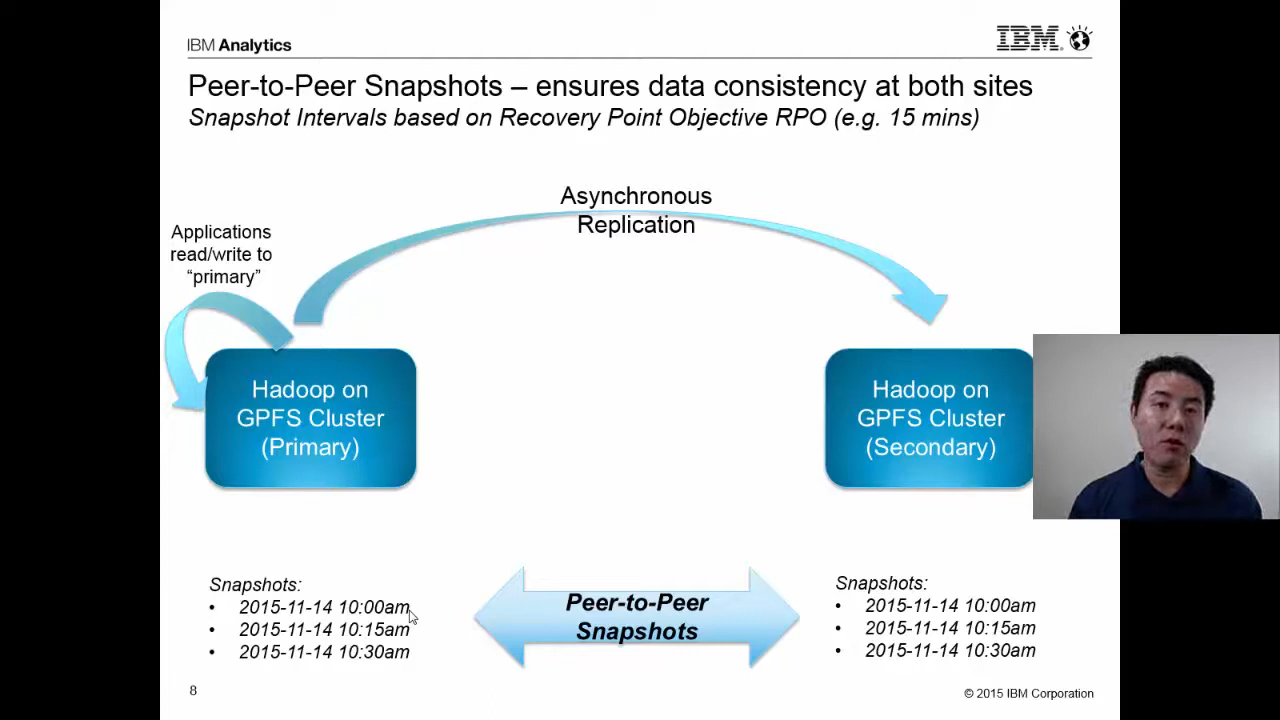 IBM Analytics
IBM
Peer-to-Peer Snapshots – ensures data consistency at both sites
Snapshot Intervals based on Recovery Point Objective RPO (e.g. 15 mins)
Asynchronous
Replication
Applications
read/write to
“primary”
Hadoop on
GPFS Cluster
(Primary)
Hadoop on
GPFS Cluster
(Secondary)
Snapshots:
• 2015-11-14 10:00am
• 2015-11-14 10:15am
• 2015-11-14 10:30am
Peer-to-Peer
Snapshots
Snapshots:
• 2015-11-14 10:00am
• 2015-11-14 10:15am
• 2015-11-14 10:30am
8
© 2015 IBM Corporation